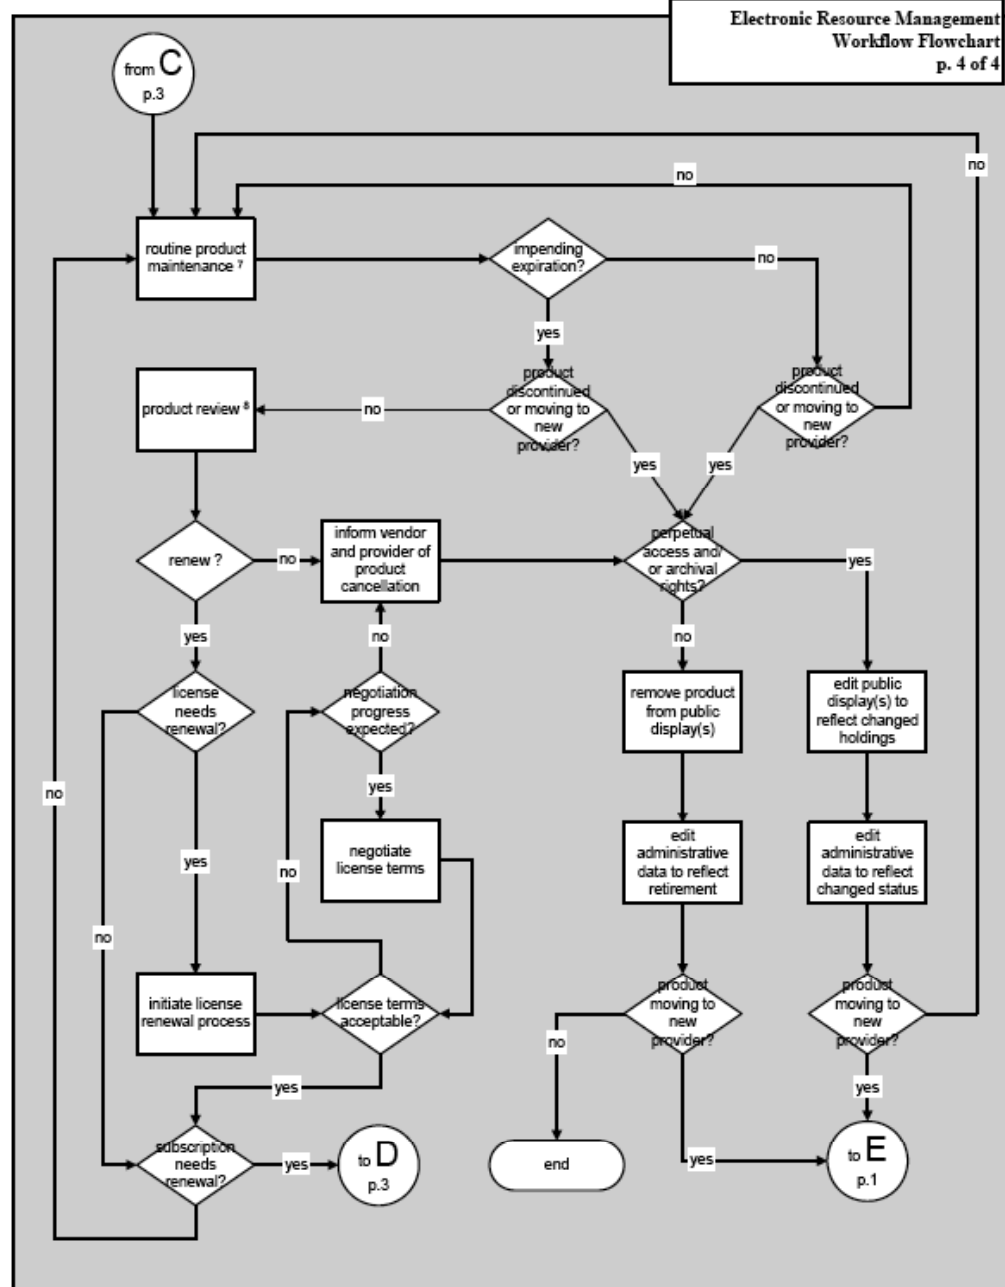 Electronic Resource Management
Workflow Flowchart
p. 4 of 4
from C
p.3
no
no
routine product
maintenance 7
impending
expiration?
no
yes
product review 8
no
product
discontinued
or moving to
new
provider?
product
discontinued
or moving to
new
provider?
yes
yes
renew ?
no
inform vendor
and provider of
product
cancellation
perpetual
access and/
or archival
rights?
yes
yes
no
no
license
needs
renewal?
negotiation
progress
expected?
remove product
from public
display(s)
edit public
display(s) to
reflect changed
holdings
no
yes
yes
no
negotiate
license terms
edit
administrative
data to reflect
retirement
edit
administrative
data to reflect
changed status
no
initiate license
renewal process
license terms
acceptable?
product
moving to
new
provider?
product
moving to
new
provider?
no
yes
yes
subscription
needs
renewal?
yes
to D
p.3
end
yes
to E
p.1